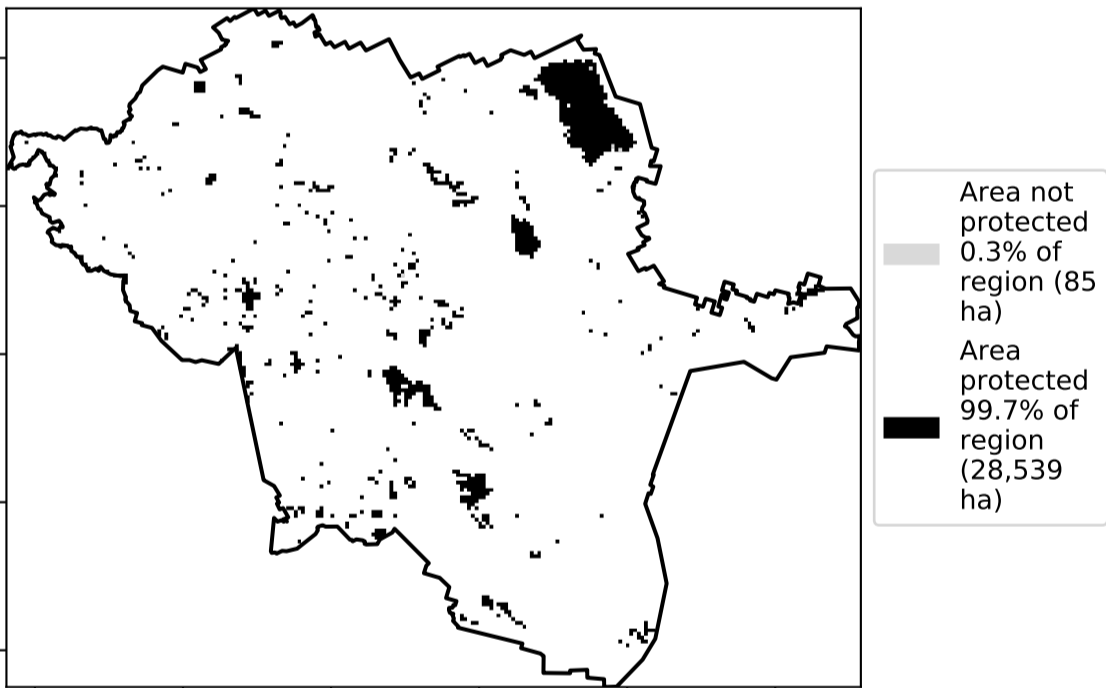 Area not
protected
0.3% of
region (85
ha)
Area
protected
99.7% of
region
(28,539
ha)